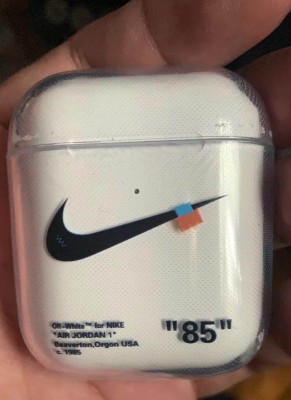 Off-White™ for NIKE
"AIR JORDAN 1"
Beaverton,Orgon USA
c. 1985
"85"